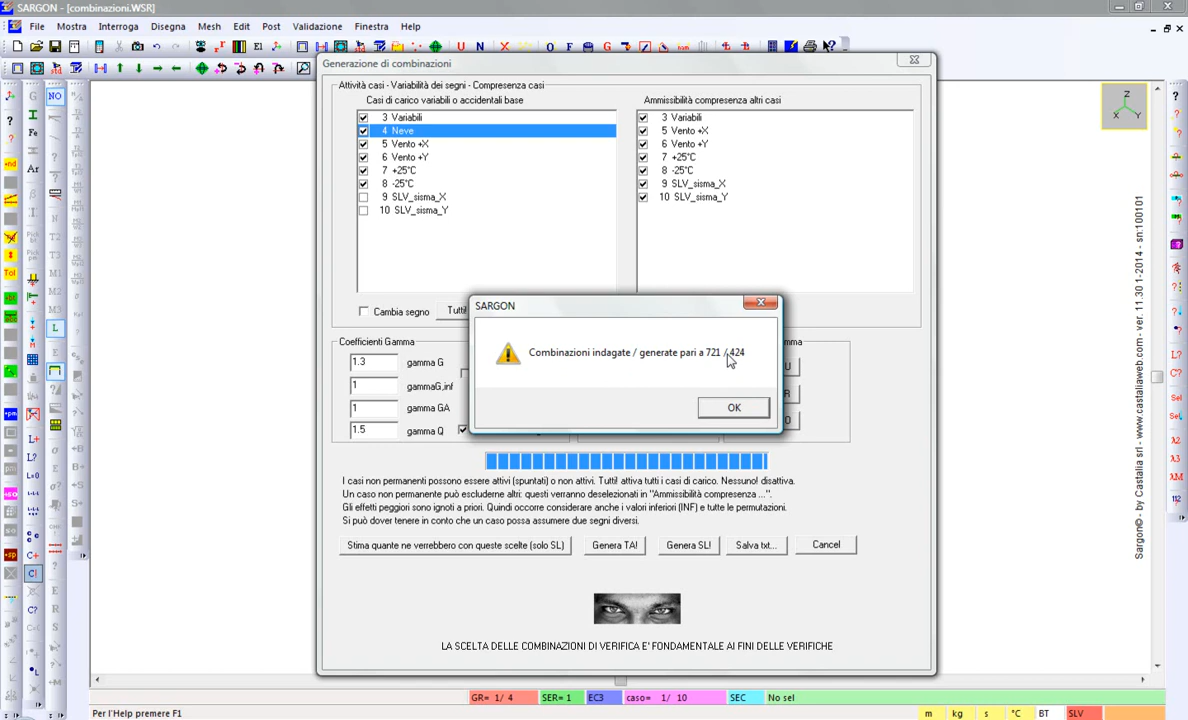 SARGON - [combinazioni.WSR]
File Mostra Interroga Disegna Mesh Edit Post Validazione Finestra Help
Generazione di combinazioni
Attività casi - Variabilità dei segni - Compresenza casi
Casi di carico variabili o accidentali base
Ammissibilità compresenza altri casi
3 Variabili
4 Neve
5 Vento +X
6 Vento +Y
7 +25°C
8 -25°C
9 SLV_sisma_X
10 SLV_sisma_Y
3 Variabili
5 Vento +X
6 Vento +Y
7 +25°C
8 -25°C
9 SLV_sisma_X
10 SLV_sisma_Y
Cambia segno
Tutti!
SARGON
Combinazioni indagate / generate pari a 721 / 424
OK
Coefficienti Gamma
1.3 gamma G
1 gammaG,inf
1 gamma GA
1.5 gamma Q
I casi non permanenti possono essere attivi (spuntati) o non attivi. Tutti! attiva tutti i casi di carico. Nessuno! disattiva.
Un caso non permanente può escluderne altri: questi verranno deselezionati in "Ammissibilità compresenza ...".
Gli effetti peggiori sono ignoti a priori. Quindi occorre considerare anche i valori inferiori (INF) e tutte le permutazioni.
Si può dover tenere in conto che un caso possa assumere due segni diversi.
Stima quante ne verrebbero con queste scelte (solo SL)
Genera TA!
Genera SL!
Salva txt...
Cancel
LA SCELTA DELLE COMBINAZIONI DI VERIFICA E' FONDAMENTALE AI FINI DELLE VERIFICHE
Z
X Y
Sargon© - by Castalia srl - www.castaliaweb.com - ver. 11.30 1-2014 - sn:100101
GR= 1/ 4 SER= 1 EC3 caso= 1/ 10 SEC No sel
Per l'Help premere F1
m kg s °C BT SLV